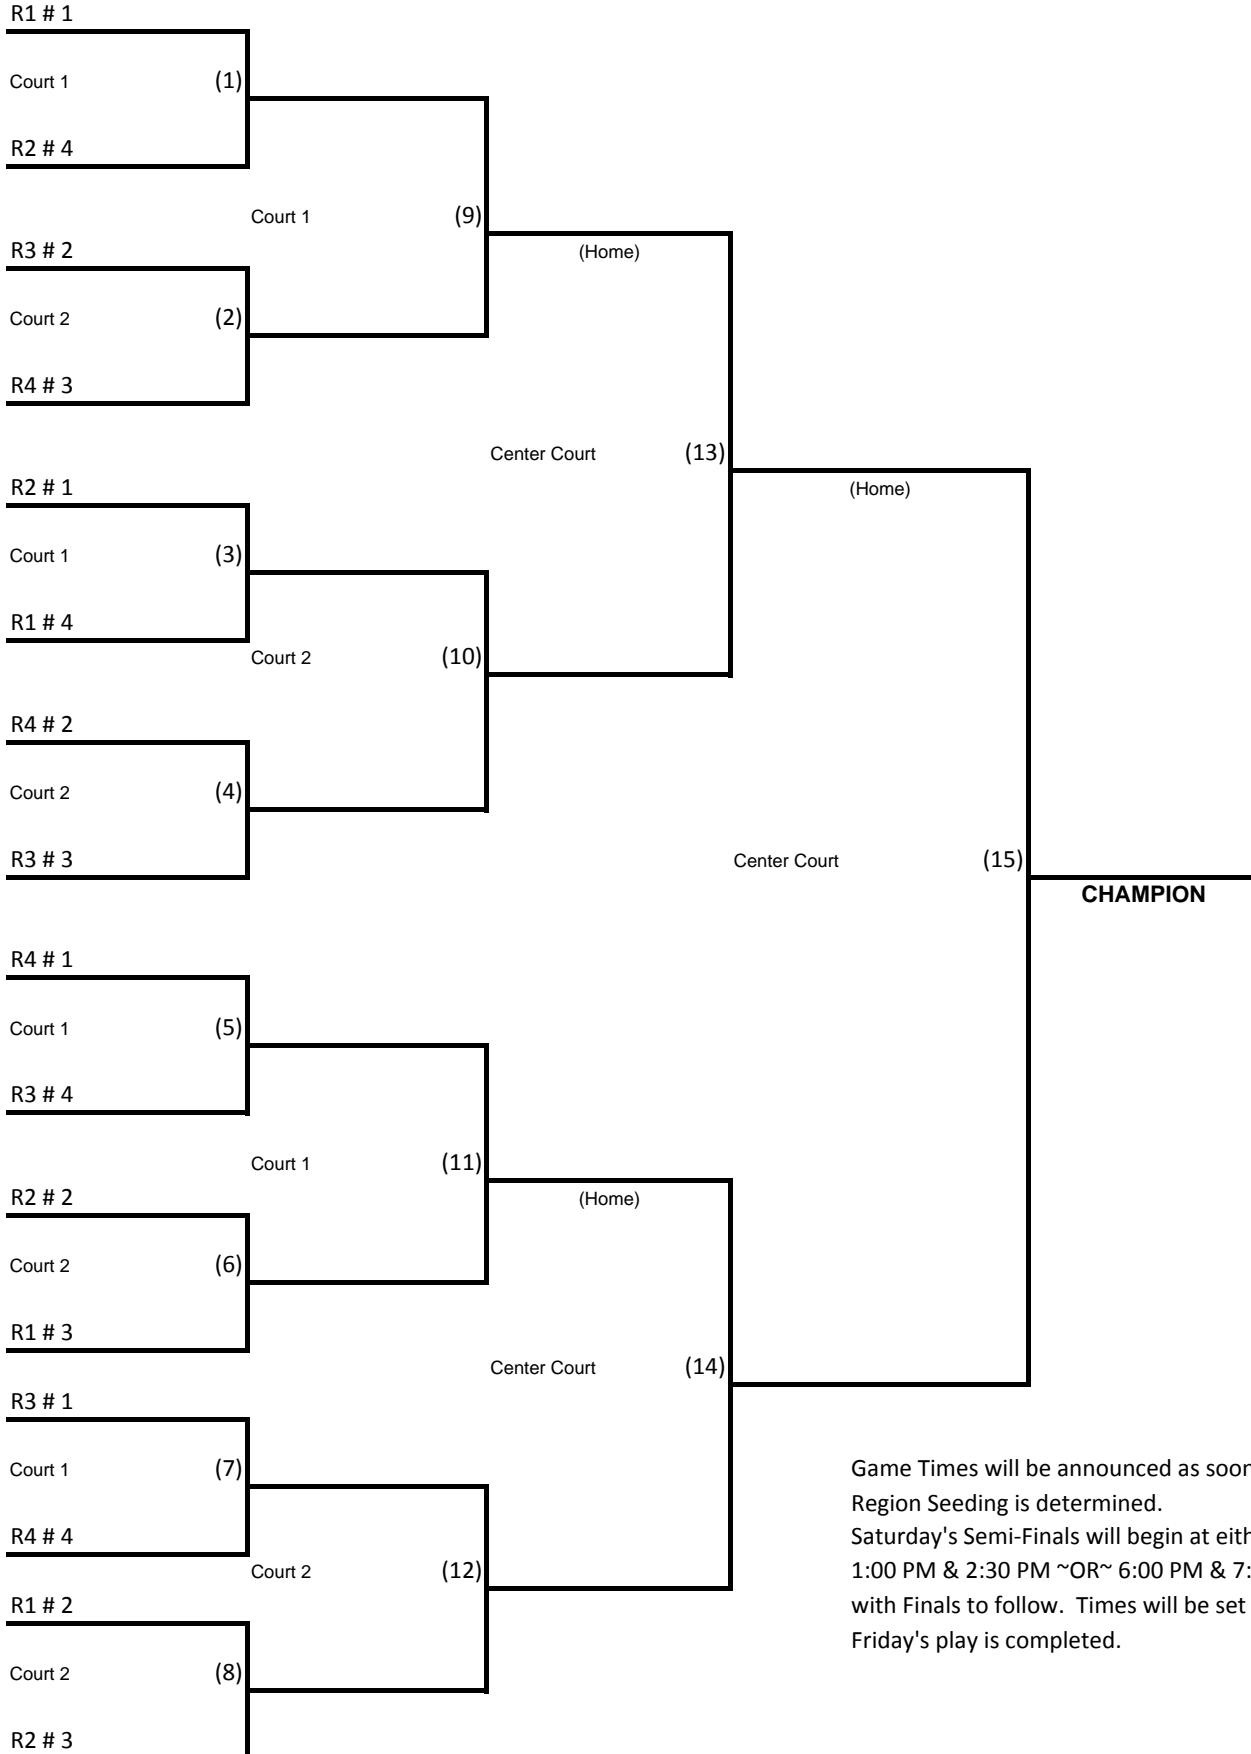 R1 # 1
Court 1 (1)
R2 # 4
Court 1 (9)
R3 # 2
(Home)
Court 2 (2)
R4 # 3
Center Court (13)
R2 # 1
(Home)
Court 1 (3)
R1 # 4
Court 2 (10)
R4 # 2
Court 2 (4)
R3 # 3
Center Court (15)
CHAMPION
R4 # 1
Court 1 (5)
R3 # 4
Court 1 (11)
R2 # 2
(Home)
Court 2 (6)
R1 # 3
Center Court (14)
R3 # 1
Court 1 (7)
R4 # 4
Court 2 (12)
R1 # 2
Court 2 (8)
R2 # 3
Game Times will be announced as soon
Region Seeding is determined.
Saturday's Semi-Finals will begin at
1:00 PM & 2:30 PM ~OR~ 6:00 PM & 7:
with Finals to follow. Times will be set
Friday's play is completed.